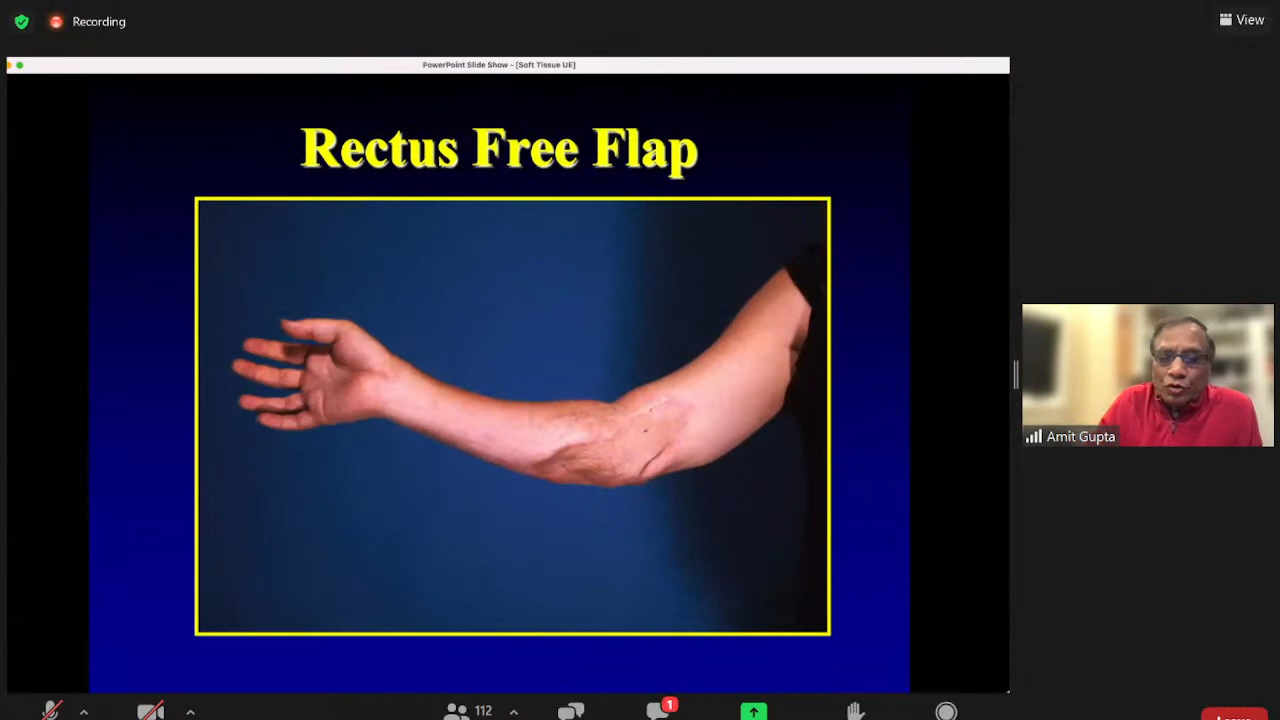 Recording
View
PowerPoint Slide Show - [Soft Tissue UE]
Rectus Free Flap
Amit Gupta
112
1